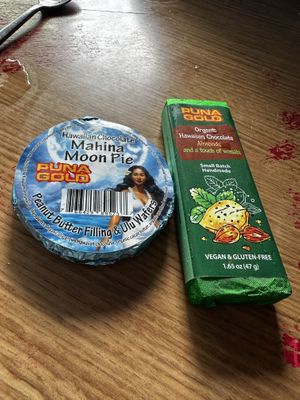 Hawaiian Chocolate
Mahina
Moon Pie
PUNA
GOLD
Peanut Butter Filling & Ulu Wafer
PUNA
GOLD
Organic
Hawaiian Chocolate
Almonds
and a touch of wasabi
Small Batch
Handmade
VEGAN & GLUTEN-FREE
1.65 oz (47 g)